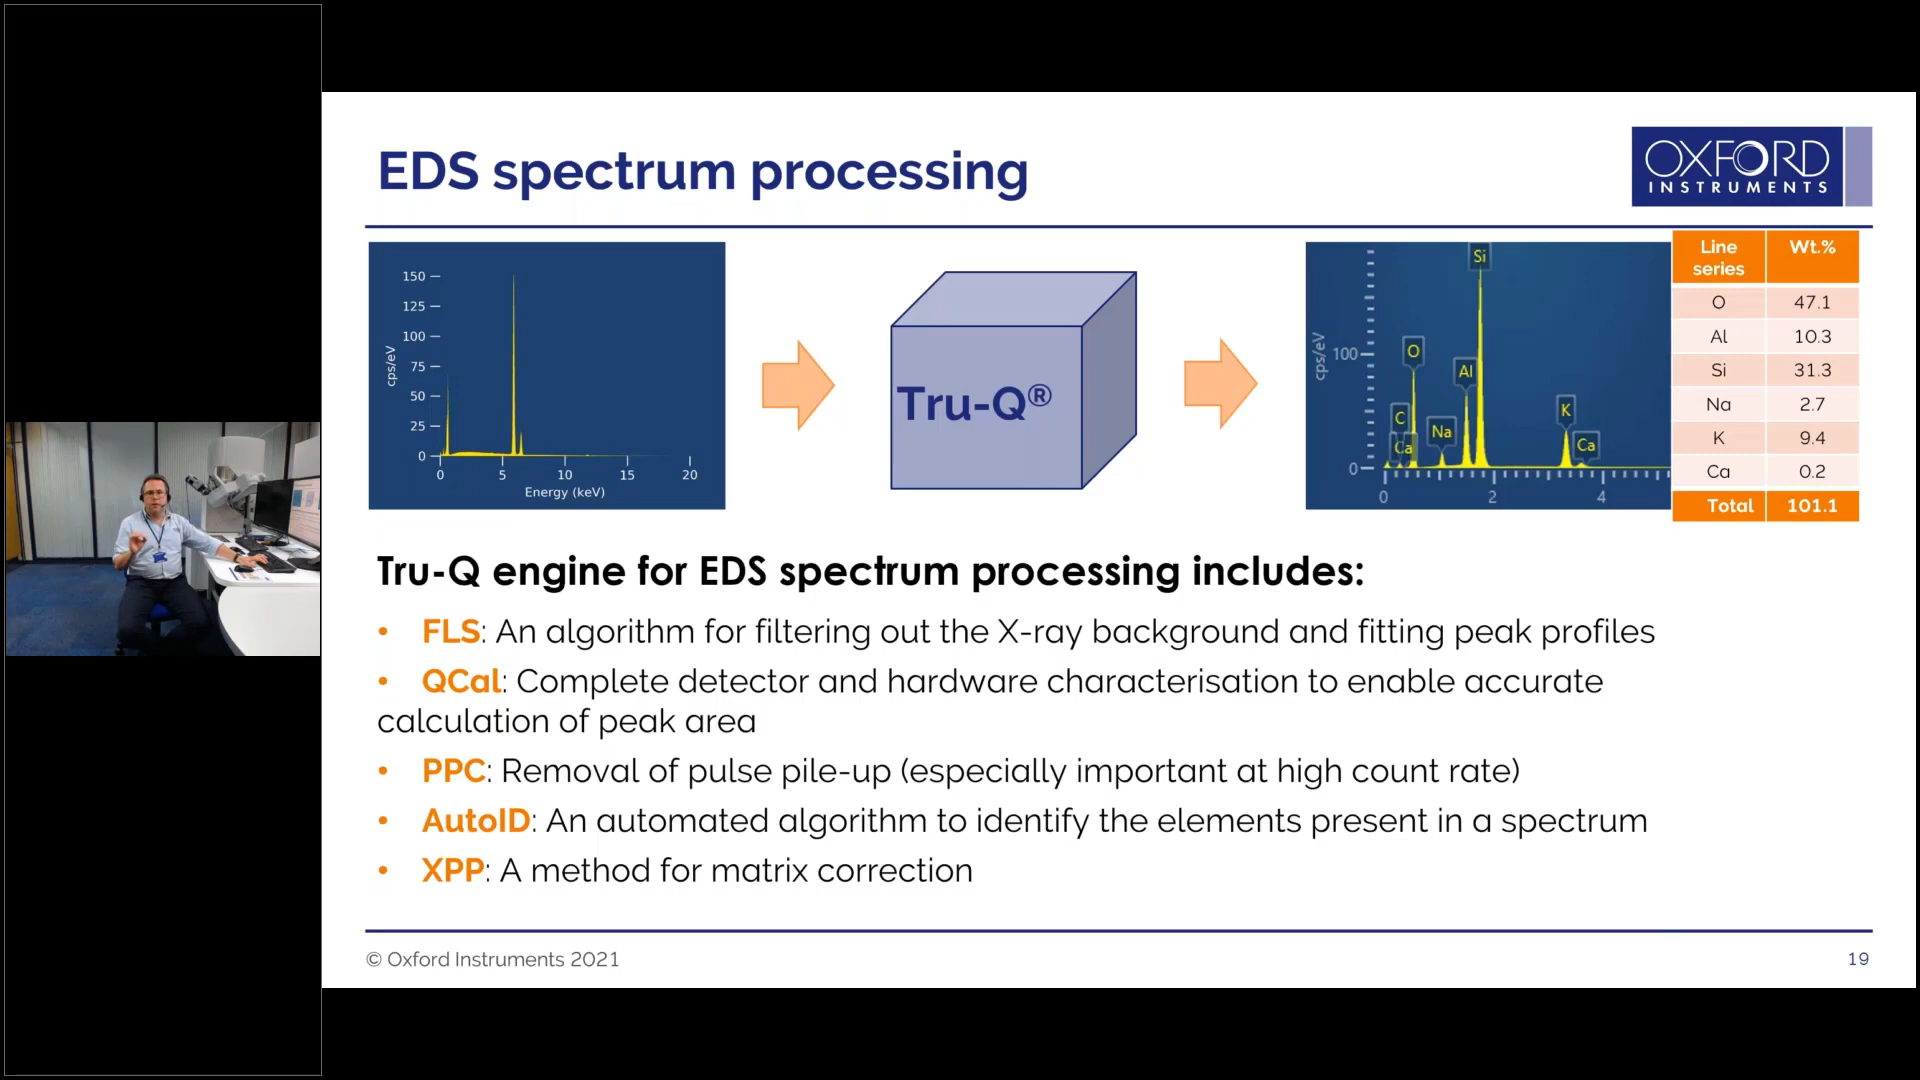 EDS spectrum processing
OXFORD
INSTRUMENTS
150
125
100
75
50
25
0
cps/eV
0 5 10 15 20
Energy (keV)
Tru-Q®
cps/eV
100
0
Si
O
Al
C
Ca
Na
K
Ca
0 2 4
Line series Wt.%
O 47.1
Al 10.3
Si 31.3
Na 2.7
K 9.4
Ca 0.2
Total 101.1
Tru-Q engine for EDS spectrum processing includes:
• FLS: An algorithm for filtering out the X-ray background and fitting peak profiles
• QCal: Complete detector and hardware characterisation to enable accurate
calculation of peak area
• PPC: Removal of pulse pile-up (especially important at high count rate)
• AutoID: An automated algorithm to identify the elements present in a spectrum
• XPP: A method for matrix correction
© Oxford Instruments 2021
19